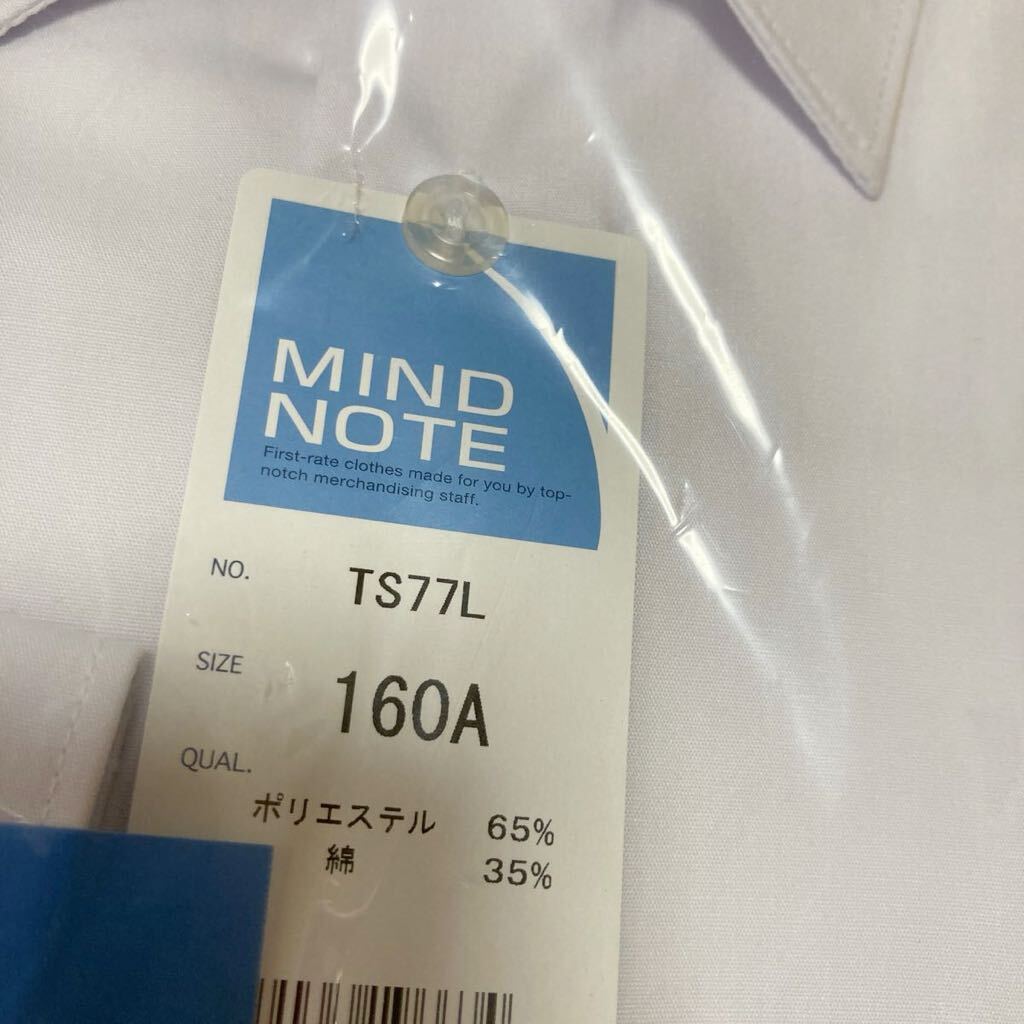 MIND
NOTE
First-rate clothes made for you by top-
notch merchandising staff.
NO. TS77L
SIZE 160A
QUAL.
ポリエステル 65%
綿 35%